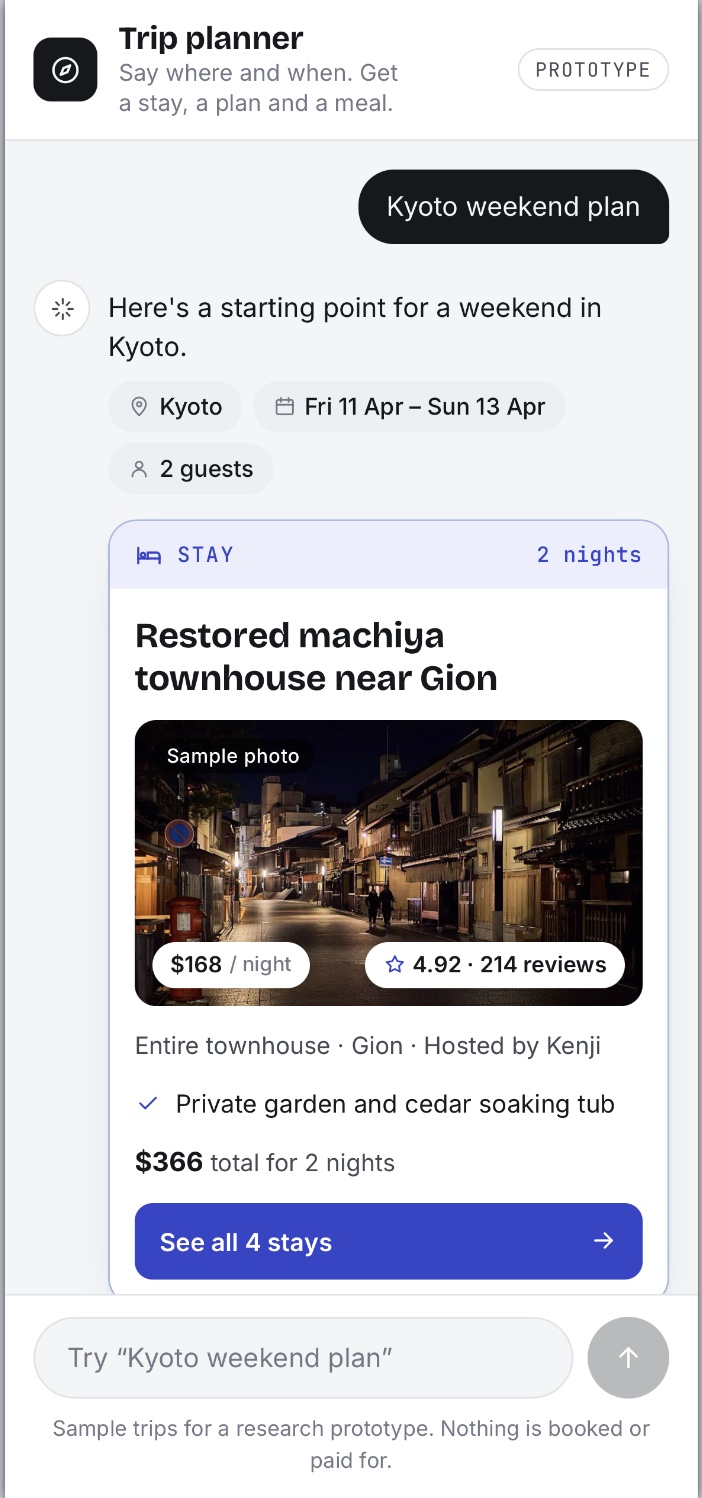 Trip planner
Say where and when. Get
a stay, a plan and a meal.
PROTOTYPE
Kyoto weekend plan
Here's a starting point for a weekend in
Kyoto.
Kyoto
Fri 11 Apr – Sun 13 Apr
2 guests
STAY
2 nights
Restored machiya
townhouse near Gion
Sample photo
$168 / night
4.92 · 214 reviews
Entire townhouse · Gion · Hosted by Kenji
Private garden and cedar soaking tub
$366 total for 2 nights
See all 4 stays
Try “Kyoto weekend plan”
Sample trips for a research prototype. Nothing is booked or
paid for.